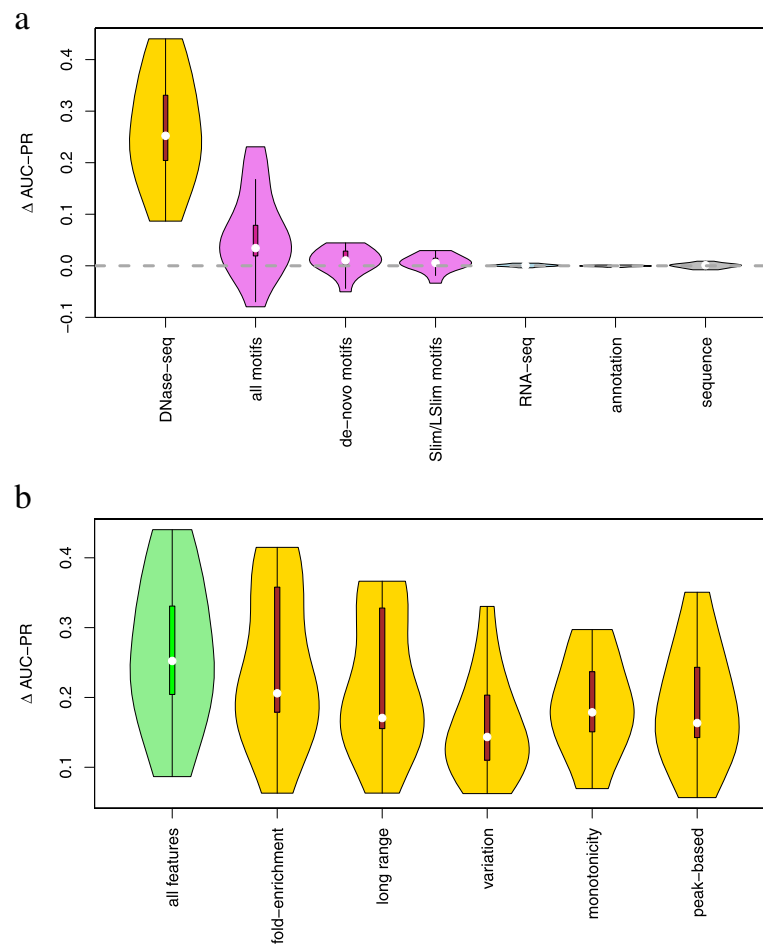 a
Δ AUC−PR
0.4
0.3
0.2
0.1
0.0
−0.1
DNase−seq
all motifs
de−novo motifs
Slim/LSlim motifs
RNA−seq
annotation
sequence
b
Δ AUC−PR
0.4
0.3
0.2
0.1
all features
fold−enrichment
long range
variation
monotonicity
peak−based